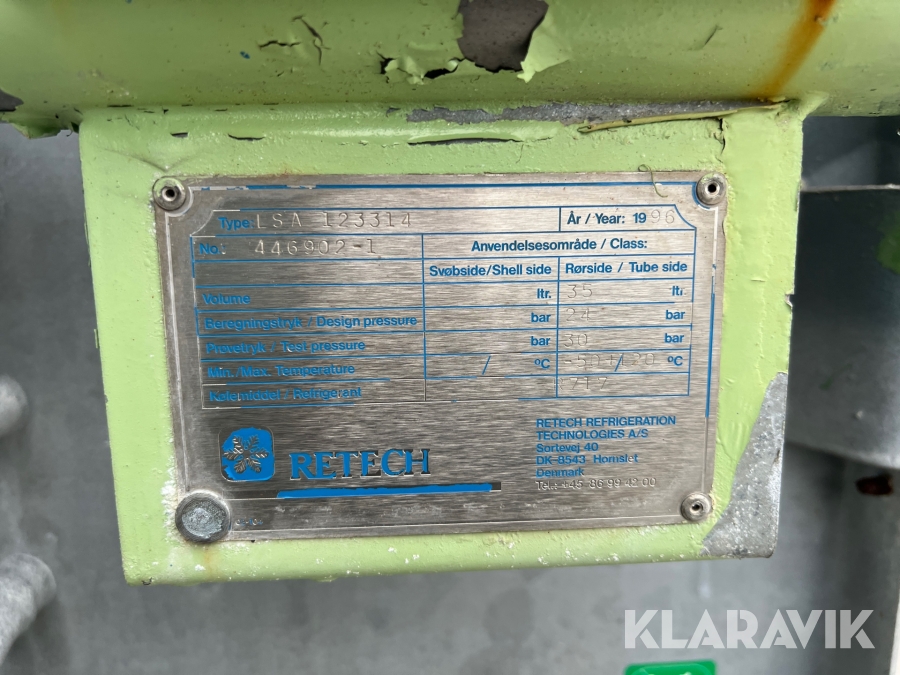 Type LSA 123314 År / Year: 1996
No.: 446902-1 Anvendelsesområde / Class:
Svøbside/Shell side Rørside / Tube side
Volume ltr. 35 ltr
Beregningstryk / Design pressure bar 24 bar
Prøvetryk / Test pressure bar 30 bar
Min. /Max. Temperature / °C °C
Kølemiddel / Refrigerant 717
RETECH
RETECH REFRIGERATION
TECHNOLOGIES A/S
Sortevej 40
DK-8543 Hornslet
Denmark
Tel.: +45 86 99 42 00
KLARAVIK